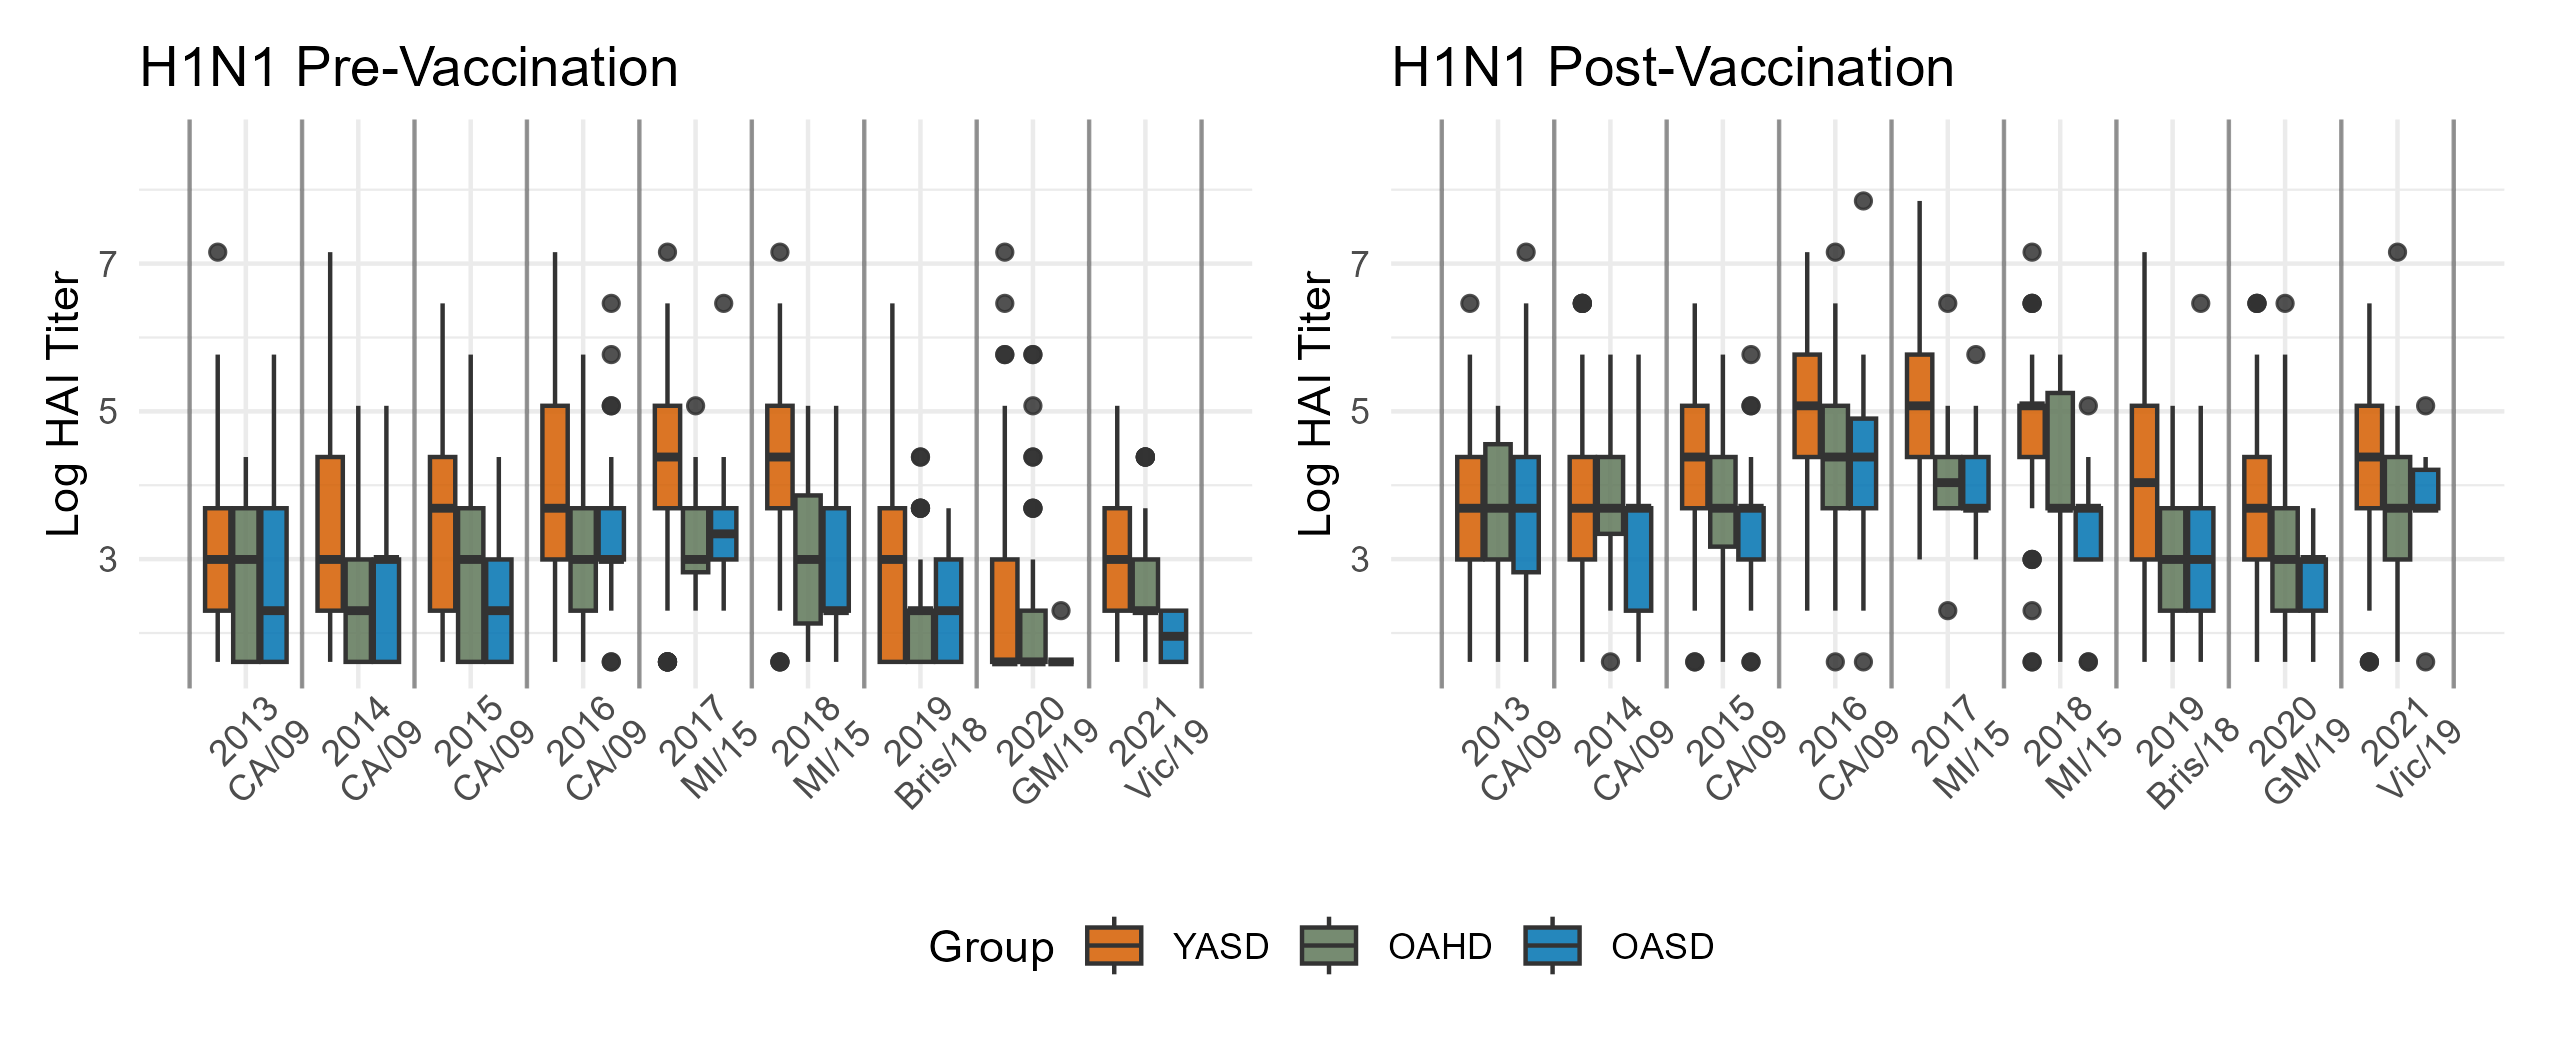 H1N1 Pre-Vaccination
Log HAI Titer
7
5
3
2013
CA/09
2014
CA/09
2015
CA/09
2016
CA/09
2017
MI/15
2018
MI/15
2019
Bris/18
2020
GM/19
2021
Vic/19
H1N1 Post-Vaccination
Log HAI Titer
7
5
3
2013
CA/09
2014
CA/09
2015
CA/09
2016
CA/09
2017
MI/15
2018
MI/15
2019
Bris/18
2020
GM/19
2021
Vic/19
Group YASD OAHD OASD